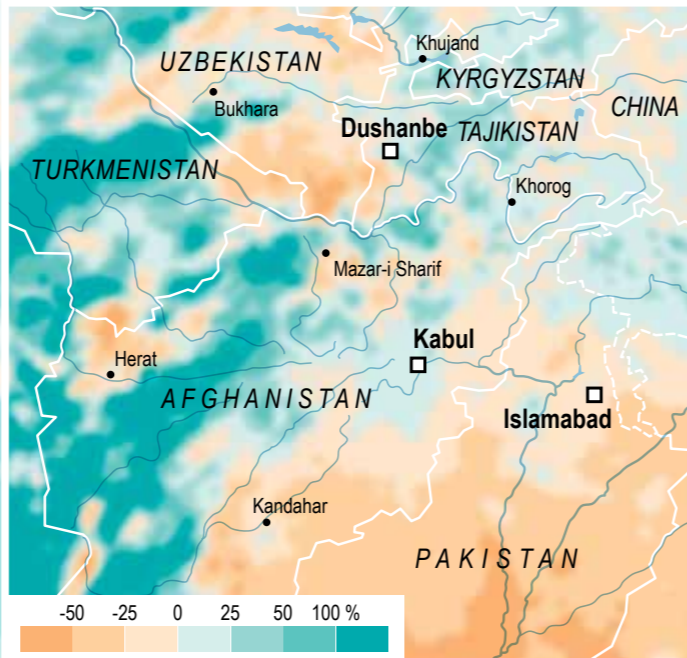 Khujand
UZBEKISTAN
KYRGYZSTAN
Bukhara
CHINA
Dushanbe
TAJIKISTAN
TURKMENISTAN
Khorog
Mazar-i Sharif
Kabul
Herat
AFGHANISTAN
Islamabad
Kandahar
PAKISTAN
-50 -25 0 25 50 100 %